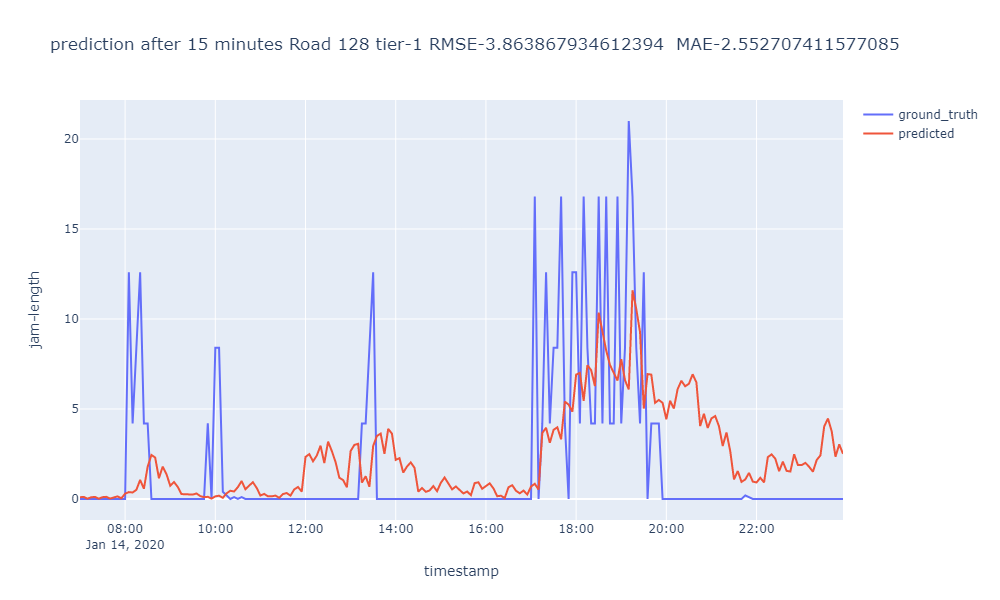 prediction after 15 minutes Road 128 tier-1 RMSE-3.863867934612394  MAE-2.552707411577085
ground_truth
predicted
20
15
10
5
0
jam-length
08:00 10:00 12:00 14:00 16:00 18:00 20:00 22:00
Jan 14, 2020
timestamp